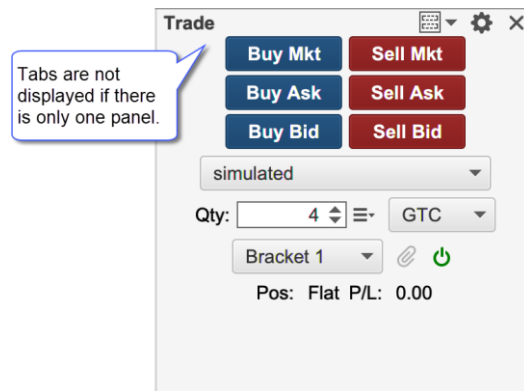 Trade
Tabs are not
displayed if there
is only one panel.
Buy Mkt Sell Mkt
Buy Ask Sell Ask
Buy Bid Sell Bid
simulated
Qty: 4 GTC
Bracket 1
Pos: Flat P/L: 0.00